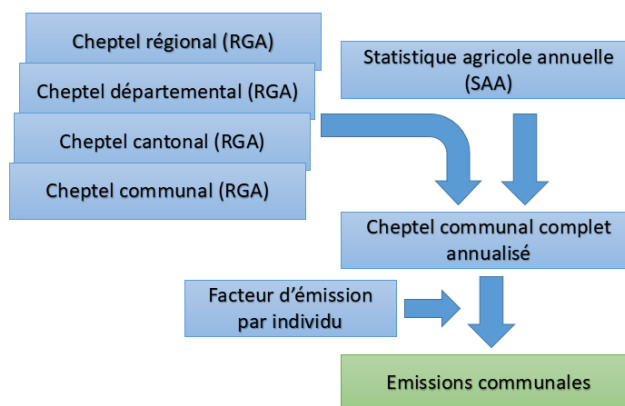 Cheptel régional (RGA)
Cheptel départemental (RGA)
Cheptel cantonal (RGA)
Cheptel communal (RGA)
Statistique agricole annuelle
(SAA)
Cheptel communal complet
annualisé
Facteur d'émission
par individu
Emissions communales